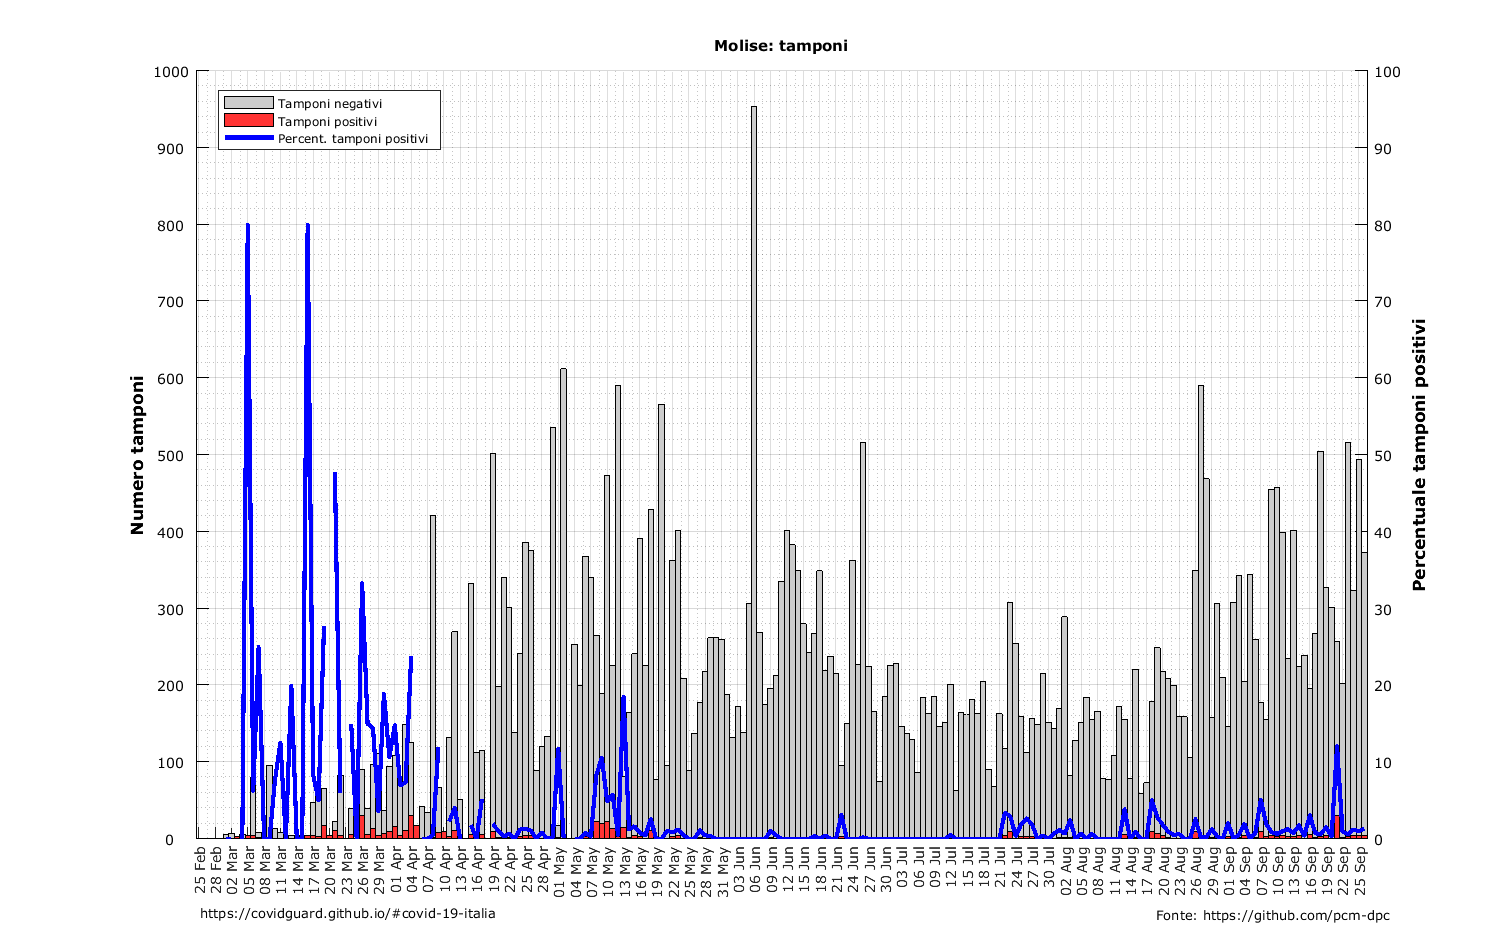 Molise: tamponi
Tamponi negativi
Tamponi positivi
Percent. tamponi positivi
Numero tamponi
1000
900
800
700
600
500
400
300
200
100
0
100
90
80
70
60
50
40
30
20
10
0
Percentuale tamponi positivi
25 Feb
28 Feb
02 Mar
05 Mar
08 Mar
11 Mar
14 Mar
17 Mar
20 Mar
23 Mar
26 Mar
29 Mar
01 Apr
04 Apr
07 Apr
10 Apr
13 Apr
16 Apr
19 Apr
22 Apr
25 Apr
28 Apr
01 May
04 May
07 May
10 May
13 May
16 May
19 May
22 May
25 May
28 May
31 May
03 Jun
06 Jun
09 Jun
12 Jun
15 Jun
18 Jun
21 Jun
24 Jun
27 Jun
30 Jun
03 Jul
06 Jul
09 Jul
12 Jul
15 Jul
18 Jul
21 Jul
24 Jul
27 Jul
30 Jul
02 Aug
05 Aug
08 Aug
11 Aug
14 Aug
17 Aug
20 Aug
23 Aug
26 Aug
29 Aug
01 Sep
04 Sep
07 Sep
10 Sep
13 Sep
16 Sep
19 Sep
22 Sep
25 Sep
https://covidguard.github.io/#covid-19-italia
Fonte: https://github.com/pcm-dpc